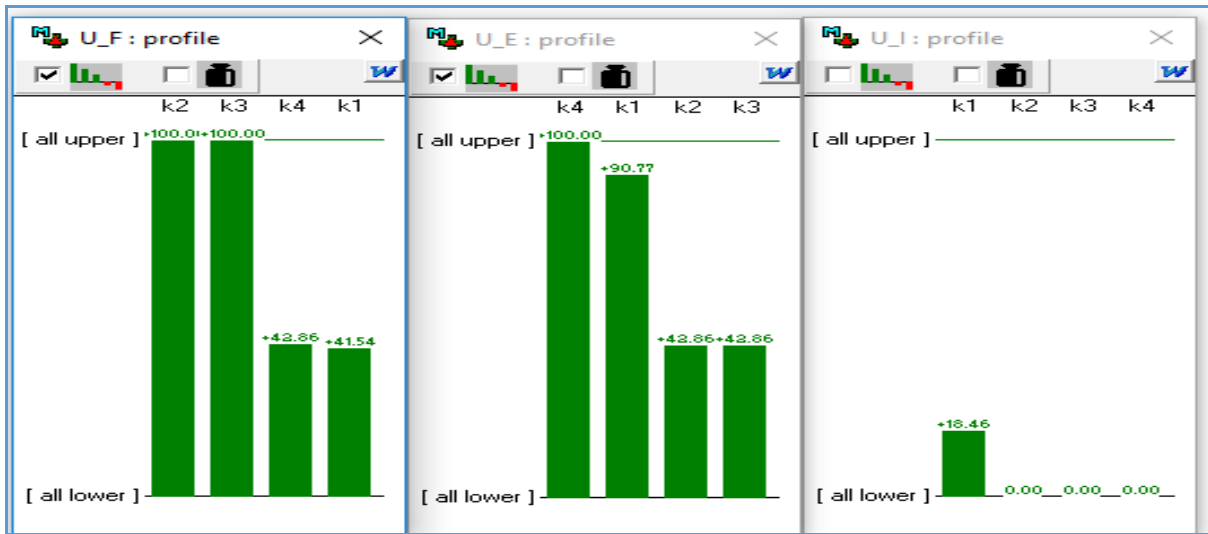 U_F : profile
k2 k3 k4 k1
[ all upper ]
+100.00 +100.00
+42.86 +41.54
[ all lower ]
U_E : profile
k4 k1 k2 k3
[ all upper ]
+100.00
+90.77
+42.86 +42.86
[ all lower ]
U_I : profile
k1 k2 k3 k4
[ all upper ]
+18.46
0.00 0.00 0.00
[ all lower ]